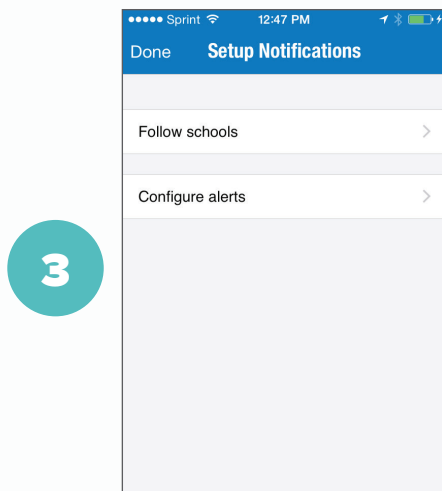 Sprint 12:47 PM
Done Setup Notifications
Follow schools
Configure alerts
3